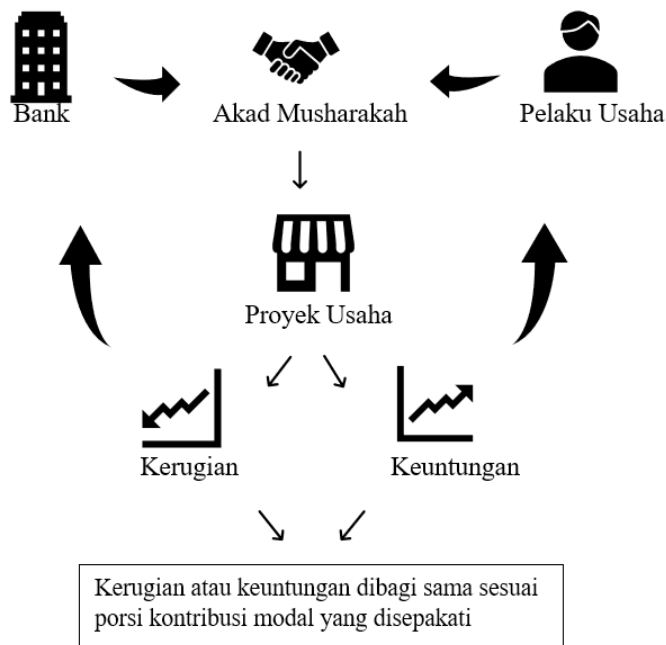 Bank
Akad Musharakah
Pelaku Usaha
Proyek Usaha
Kerugian
Keuntungan
Kerugian atau keuntungan dibagi sama sesuai
porsi kontribusi modal yang disepakati